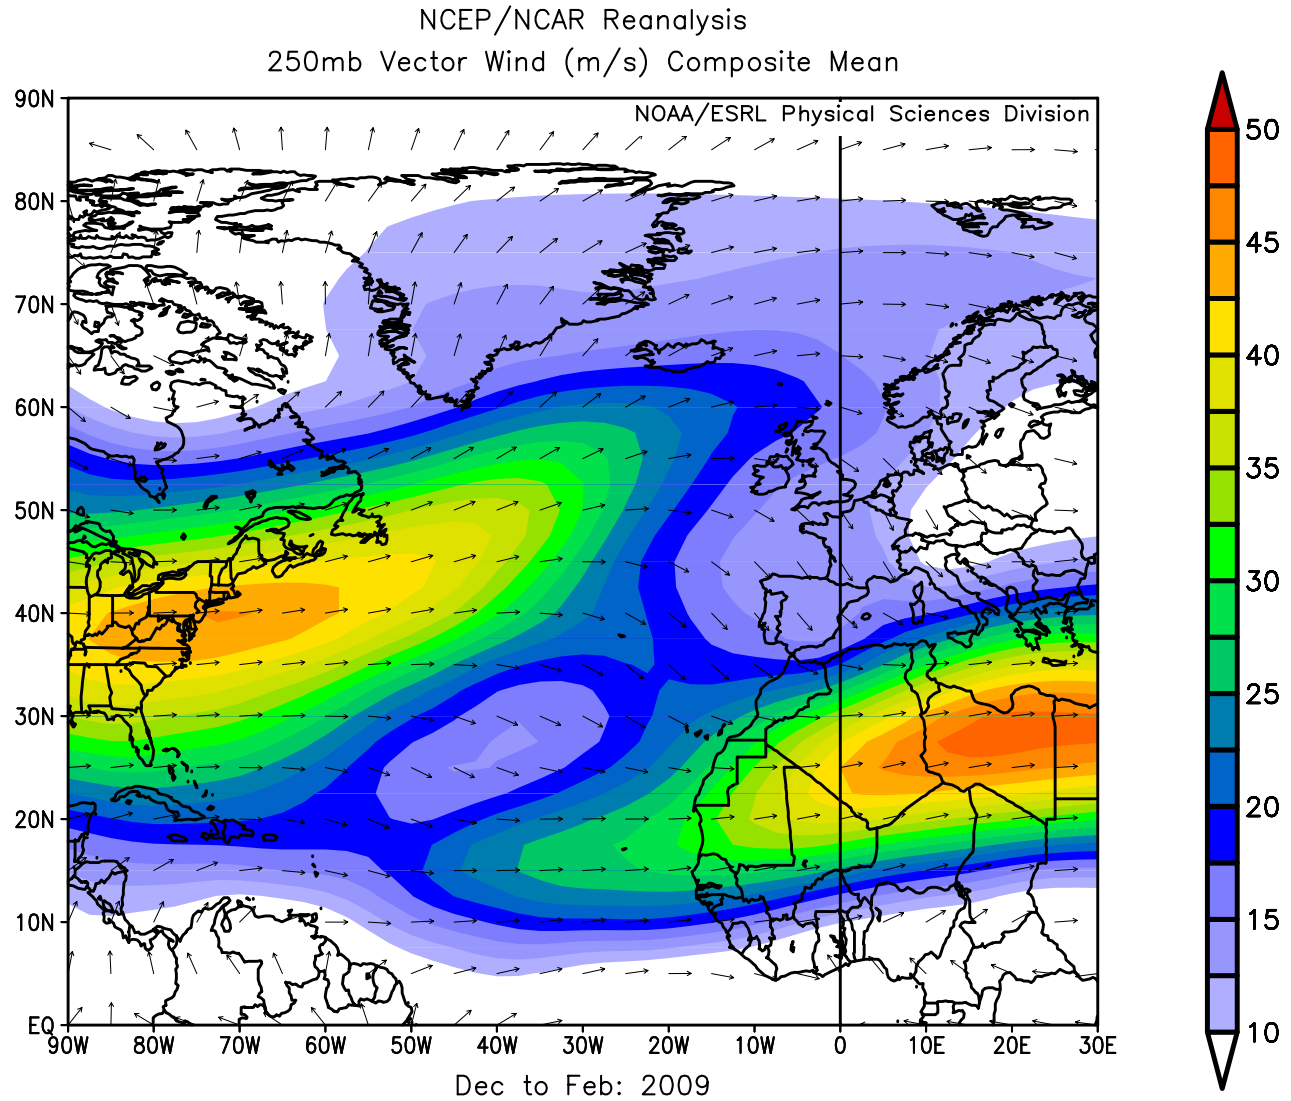 NCEP/NCAR Reanalysis
250mb Vector Wind (m/s) Composite Mean
NOAA/ESRL Physical Sciences Division
90N
80N
70N
60N
50N
40N
30N
20N
10N
EQ
90W 80W 70W 60W 50W 40W 30W 20W 10W 0 10E 20E 30E
Dec to Feb: 2009
50
45
40
35
30
25
20
15
10